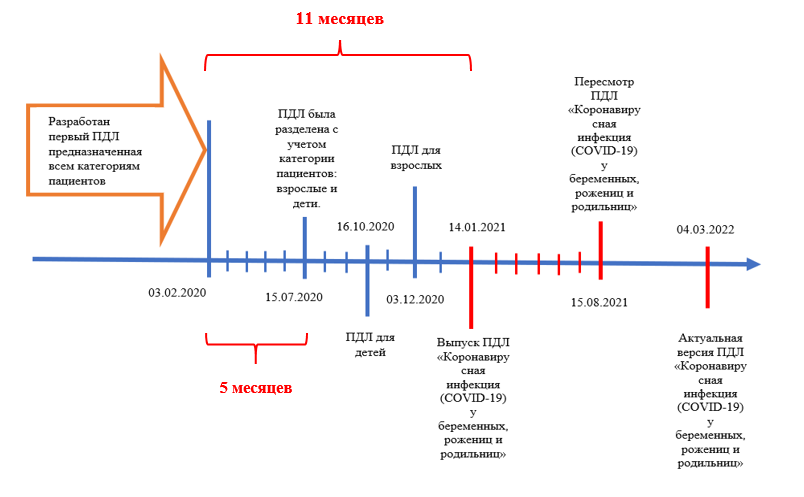 11 месяцев
Разработан
первый ПДЛ
предназначенная
всем категориям
пациентов
ПДЛ была
разделена с
учетом
категории
пациентов:
взрослые и
дети.
ПДЛ для
взрослых
Пересмотр
ПДЛ
«Коронавиру
сная
инфекция
(COVID-19)
у
беременных,
рожениц и
родильниц»
16.10.2020
14.01.2021
04.03.2022
03.02.2020
15.07.2020
03.12.2020
15.08.2021
5 месяцев
ПДЛ для
детей
Выпуск ПДЛ
«Коронавиру
сная
инфекция
(COVID-19)
у
беременных,
рожениц и
родильниц»
Актуальная
версия ПДЛ
«Коронавиру
сная
инфекция
(COVID-19)
у
беременных,
рожениц и
родильниц»